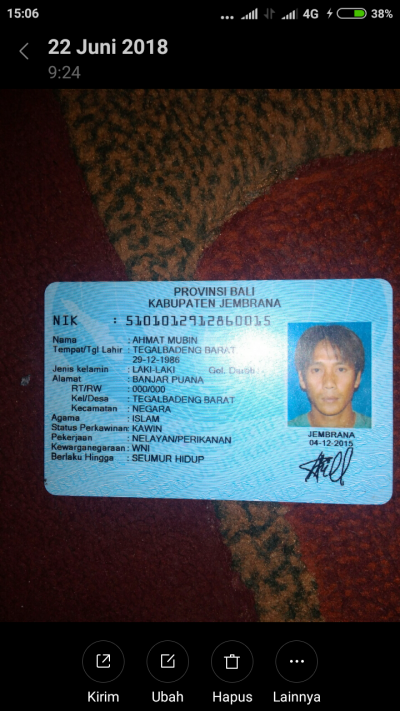 15:06
4G
38%
22 Juni 2018
9:24
PROVINSI BALI
KABUPATEN JEMBRANA
NIK : 5101012912860015
Nama : AHMAT MUBIN
Tempat/Tgl Lahir : TEGALBADENG BARAT
29-12-1986
Jenis kelamin : LAKI-LAKI Gol. Darah :
Alamat : BANJAR PUANA
RT/RW : 000/000
Kel/Desa : TEGALBADENG BARAT
Kecamatan : NEGARA
Agama : ISLAM
Status Perkawinan: KAWIN
Pekerjaan : NELAYAN/PERIKANAN
Kewarganegaraan: WNI
Berlaku Hingga : SEUMUR HIDUP
JEMBRANA
04-12-2015
Kirim
Ubah
Hapus
Lainnya